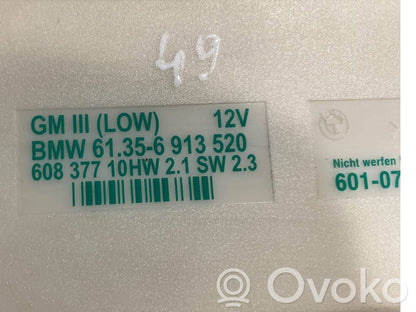 49
GM III (LOW) 12V
BMW 61.35-6 913 520
608 377 10HW 2.1 SW 2.3
Nicht werfen
601-07
Ovoko